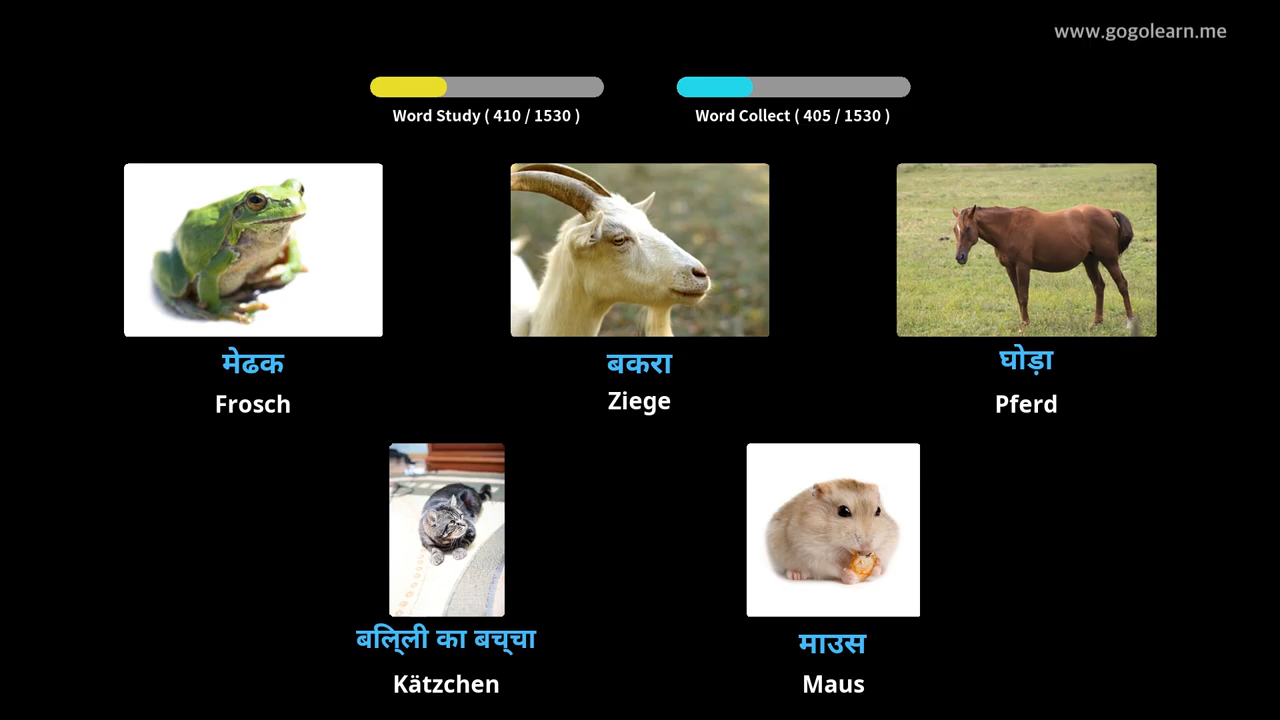 www.gogolearn.me
Word Study ( 410 / 1530 )
Word Collect ( 405 / 1530 )
मेढक
बकरा
घोड़ा
Frosch
Ziege
Pferd
बिल्ली का बच्चा
माउस
Kätzchen
Maus